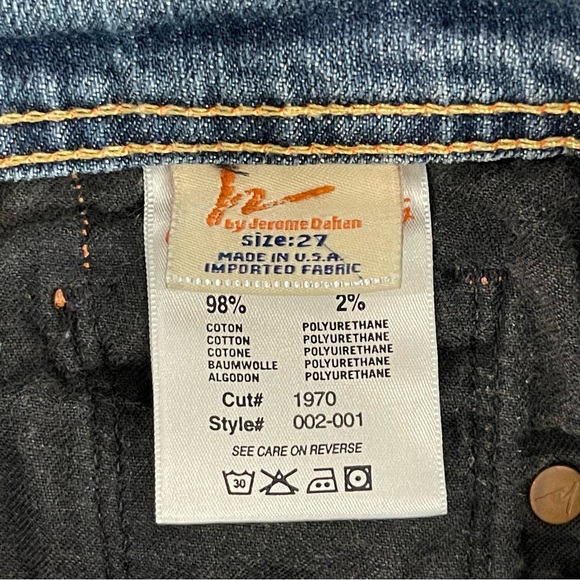 by Jerome Dahan
size:27
MADE IN U.S.A.
IMPORTED FABRIC
98% 2%
COTON POLYURETHANE
COTTON POLYURETHANE
COTONE POLYUIRETHANE
BAUMWOLLE POLYURETHANE
ALGODON POLYURETHANE
Cut# 1970
Style# 002-001
SEE CARE ON REVERSE
30